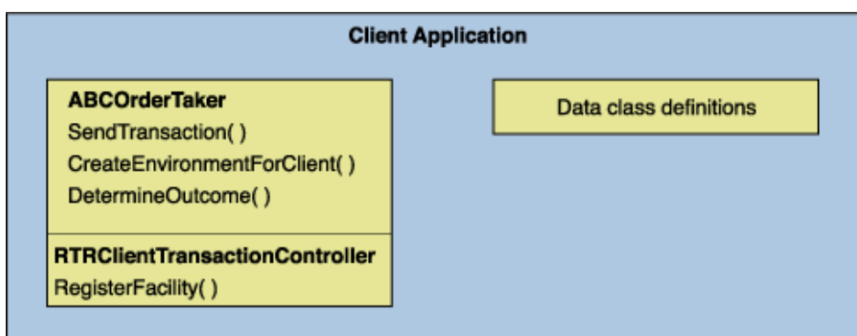 Client Application
ABCOrderTaker
SendTransaction( )
CreateEnvironmentForClient( )
DetermineOutcome( )
RTRClientTransactionController
RegisterFacility( )
Data class definitions